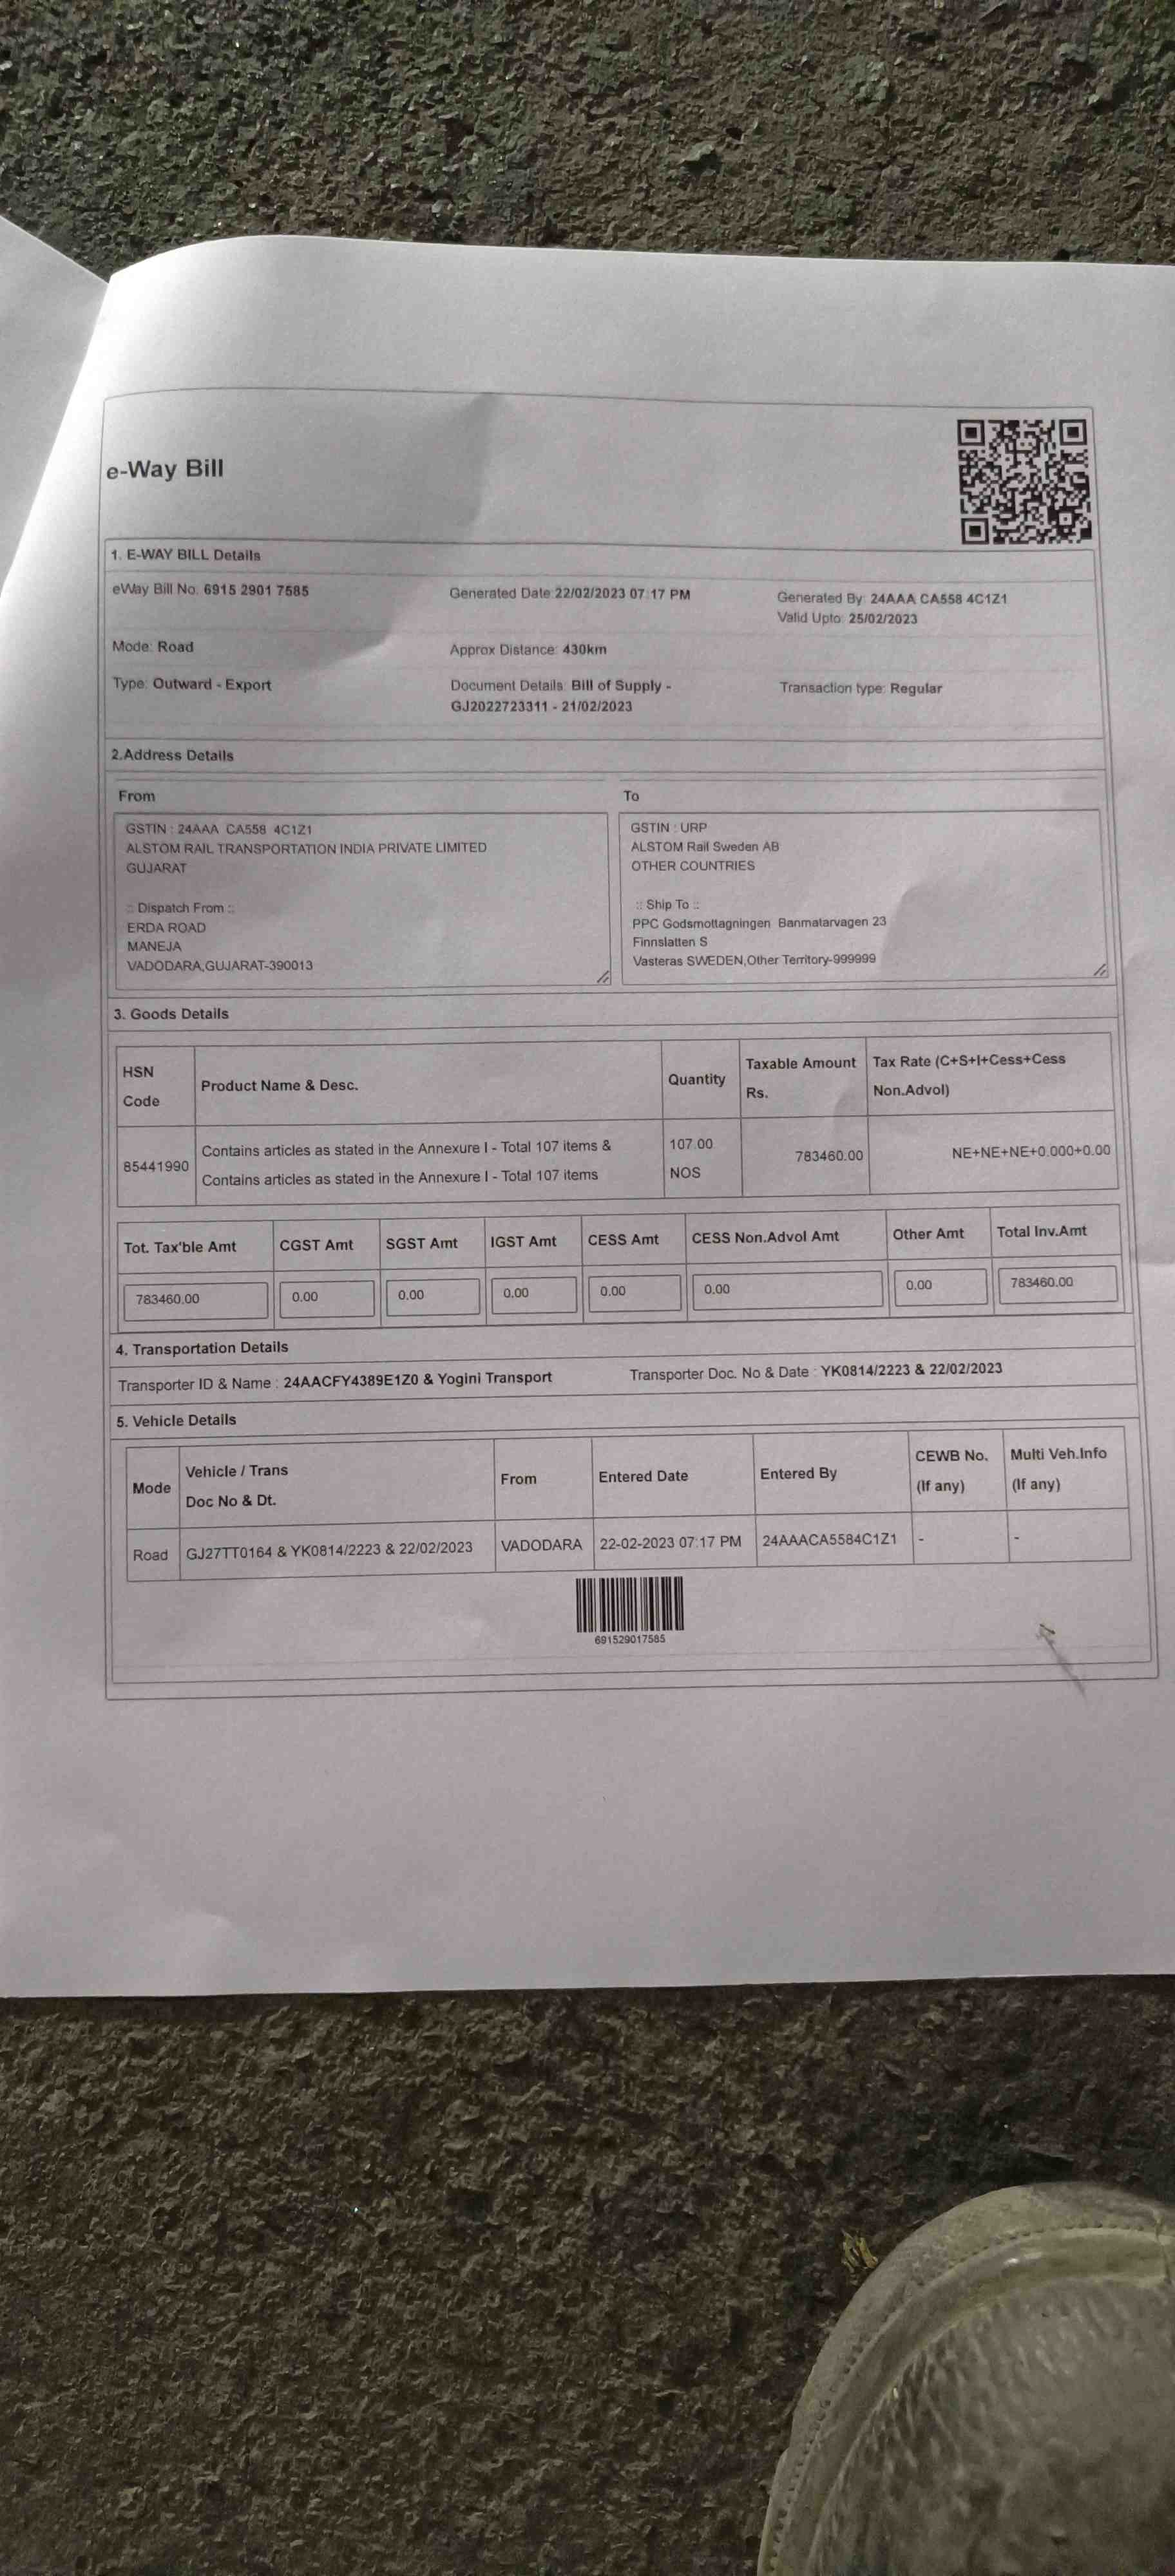 e-Way Bill
1. E-WAY BILL Details
eWay Bill No: 6915 2901 7585 Generated Date: 22/02/2023 07:17 PM Generated By: 24AAA CA558 4C1Z1
Valid Upto: 25/02/2023
Mode: Road Approx Distance: 430km
Type: Outward - Export Document Details: Bill of Supply - Transaction type: Regular
GJ2022723311 - 21/02/2023
2.Address Details
From To
GSTIN : 24AAA CA558 4C1Z1
ALSTOM RAIL TRANSPORTATION INDIA PRIVATE LIMITED
GUJARAT
:: Dispatch From ::
ERDA ROAD
MANEJA
VADODARA,GUJARAT-390013
GSTIN : URP
ALSTOM Rail Sweden AB
OTHER COUNTRIES
:: Ship To ::
PPC Godsmottagningen Banmatarvagen 23
Finnslatten S
Vasteras SWEDEN,Other Territory-999999
3. Goods Details
HSN Code Product Name & Desc. Quantity Taxable Amount Rs. Tax Rate (C+S+I+Cess+Cess Non.Advol)
85441990 Contains articles as stated in the Annexure I - Total 107 items & 107.00 783460.00 NE+NE+NE+0.000+0.00
Contains articles as stated in the Annexure I - Total 107 items NOS
Tot. Tax'ble Amt CGST Amt SGST Amt IGST Amt CESS Amt CESS Non.Advol Amt Other Amt Total Inv.Amt
783460.00 0.00 0.00 0.00 0.00 0.00 0.00 783460.00
4. Transportation Details
Transporter ID & Name : 24AACFY4389E1Z0 & Yogini Transport Transporter Doc. No & Date : YK0814/2223 & 22/02/2023
5. Vehicle Details
Mode Vehicle / Trans Doc No & Dt. From Entered Date Entered By CEWB No. (If any) Multi Veh.Info (If any)
Road GJ27TT0164 & YK0814/2223 & 22/02/2023 VADODARA 22-02-2023 07:17 PM 24AAACA5584C1Z1 - -
691529017585